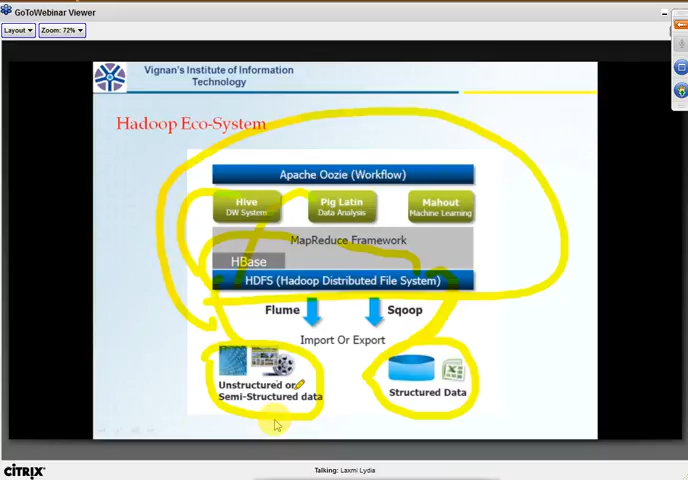 GoToWebinar Viewer
Layout Zoom: 72%
Vignan's Institute of Information
Technology
Hadoop Eco-System
Apache Oozie (Workflow)
Hive Pig Latin Mahout
DW System Data Analysis Machine Learning
MapReduce Framework
HBase
HDFS (Hadoop Distributed File System)
Flume Sqoop
Import Or Export
Unstructured or
Semi-Structured data
Structured Data
CITRIX Talking: Laxmi Lydia